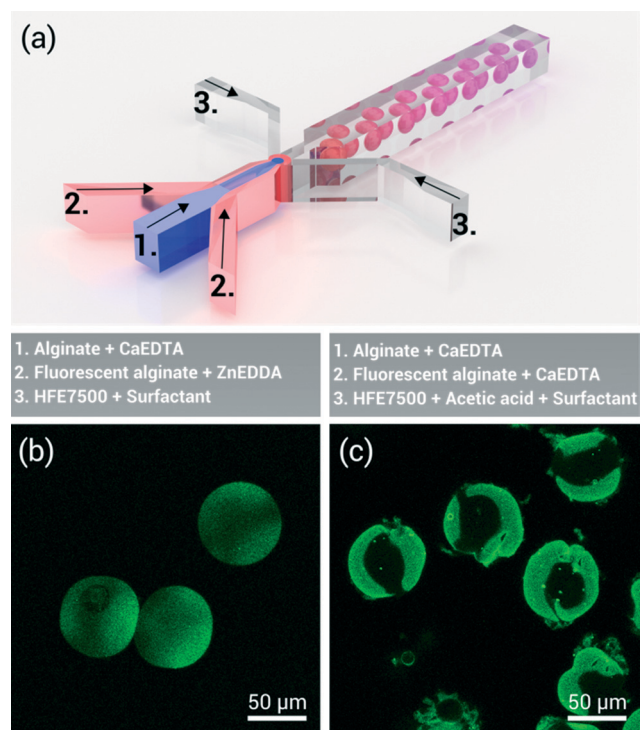 (a)
3.
2.
1.
2.
3.
1. Alginate + CaEDTA
2. Fluorescent alginate + ZnEDDA
3. HFE7500 + Surfactant
1. Alginate + CaEDTA
2. Fluorescent alginate + CaEDTA
3. HFE7500 + Acetic acid + Surfactant
(b)
50 µm
(c)
50 µm